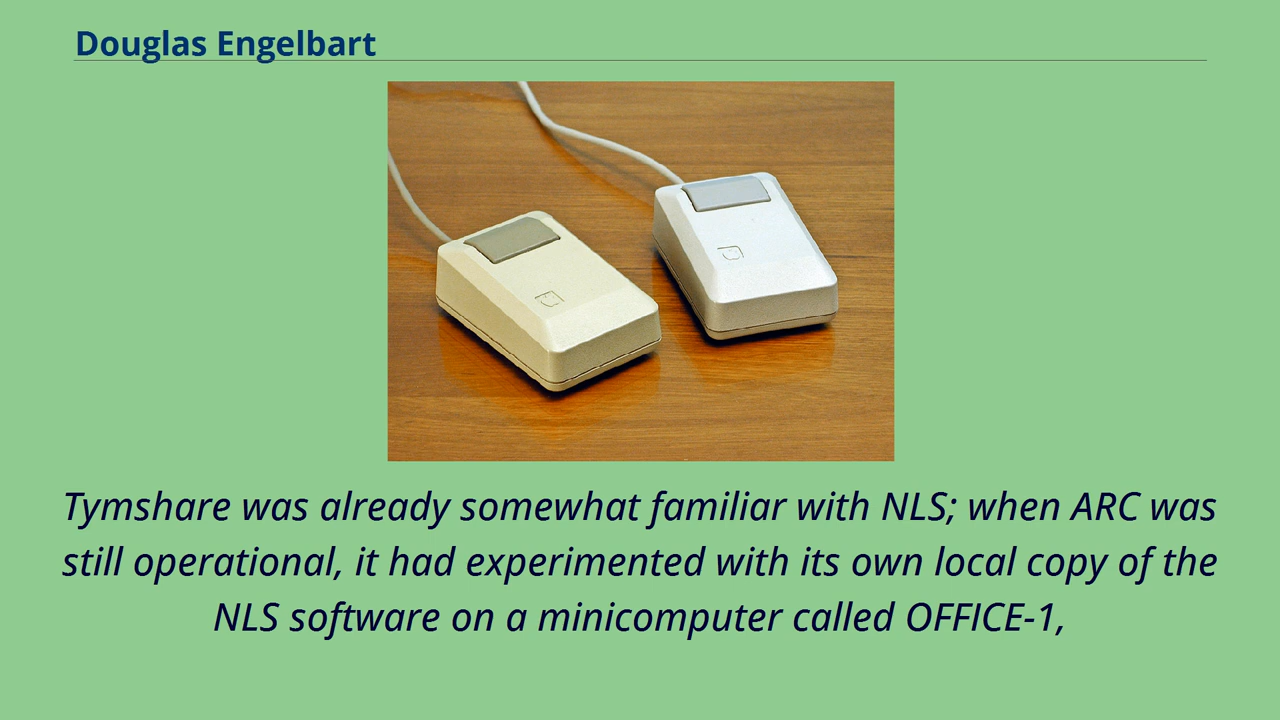 Douglas Engelbart
Tymshare was already somewhat familiar with NLS; when ARC was
still operational, it had experimented with its own local copy of the
NLS software on a minicomputer called OFFICE-1,